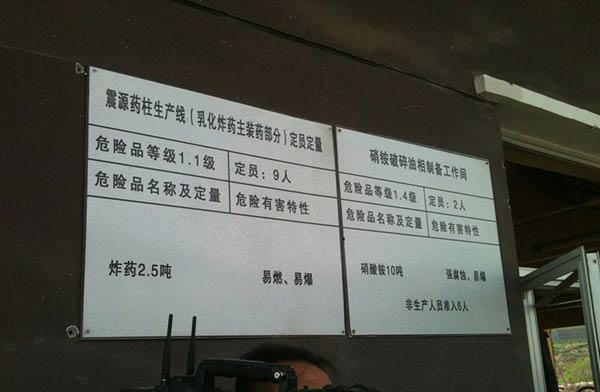 震源药柱生产线（乳化炸药主装药部分）定员定量
危险品等级1.1级
定员：9人
危险品名称及定量
危险有害特性
炸药2.5吨
易燃、易爆
硝铵破碎油相制备工作间
危险品等级1.4级
定员：2人
危险品名称及定量
危险有害特性
硝酸铵10吨
强腐蚀、易爆
非生产人员准入6人